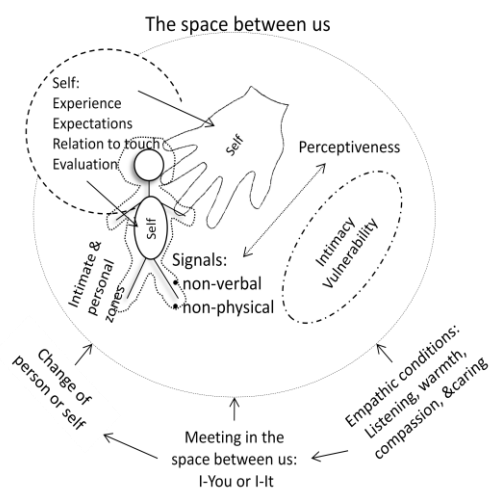 The space between us
Self:
Experience
Expectations
Relation to touch
Evaluation
Self
Perceptiveness
Self
Intimate &
personal
zones
Signals:
• non-verbal
• non-physical
Intimacy
Vulnerability
Change of
person or self
Meeting in the
space between us:
I-You or I-It
Empathic conditions:
Listening, warmth,
compassion, &caring